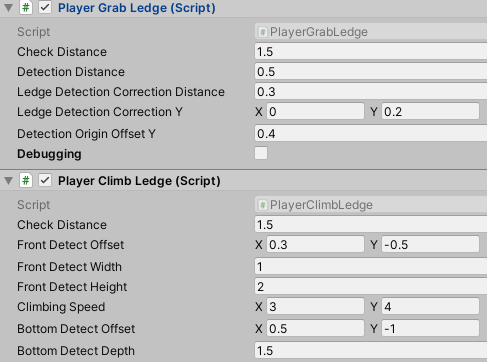 # Player Grab Ledge (Script)
Script # PlayerGrabLedge
Check Distance 1.5
Detection Distance 0.5
Ledge Detection Correction Distance 0.3
Ledge Detection Correction Y X 0 Y 0.2
Detection Origin Offset Y 0.4
Debugging
# Player Climb Ledge (Script)
Script # PlayerClimbLedge
Check Distance 1.5
Front Detect Offset X 0.3 Y -0.5
Front Detect Width 1
Front Detect Height 2
Climbing Speed X 3 Y 4
Bottom Detect Offset X 0.5 Y -1
Bottom Detect Depth 1.5